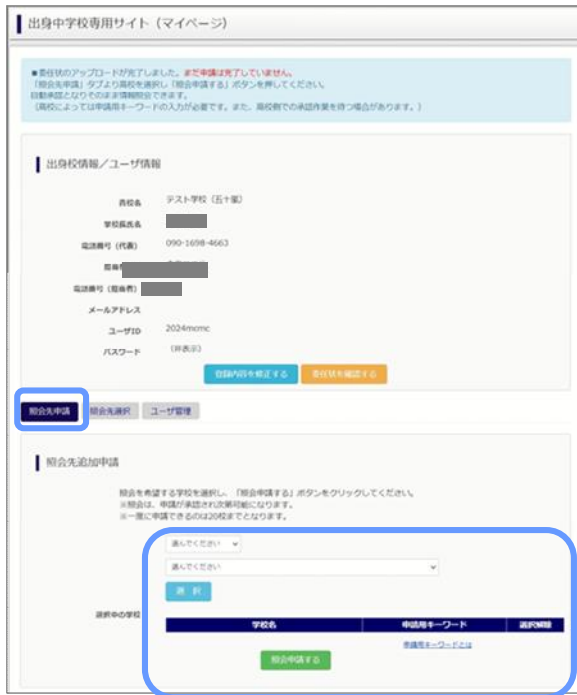 出身中学校専用サイト（マイページ）
■委任状のアップロードが完了しました。まだ申請は完了していません。
「照会先申請」タブより高校を選択し「照会申請する」ボタンを押してください。
自動承認となりそのまま情報照会できます。
（高校によっては申請用キーワードの入力が必要です。また、高校側での承認作業を待つ場合があります。）
出身校情報／ユーザ情報
貴校名 テスト学校（五十嵐）
学校長氏名
電話番号（代表） 090-1698-4663
電話番号（担当者）
メールアドレス
ユーザID 2024momc
パスワード （非表示）
登録内容を修正する 委任状を確認する
照会先申請 照会先選択 ユーザ管理
照会先追加申請
照会を希望する学校を選択し、「照会申請する」ボタンをクリックしてください。
※照会は、申請が承認され次第可能になります。
※一度に申請できるのは20校までとなります。
選んでください
選んでください
選 択
選択中の学校
学校名 申請用キーワード 選択解除
申請用キーワードとは
照会申請する